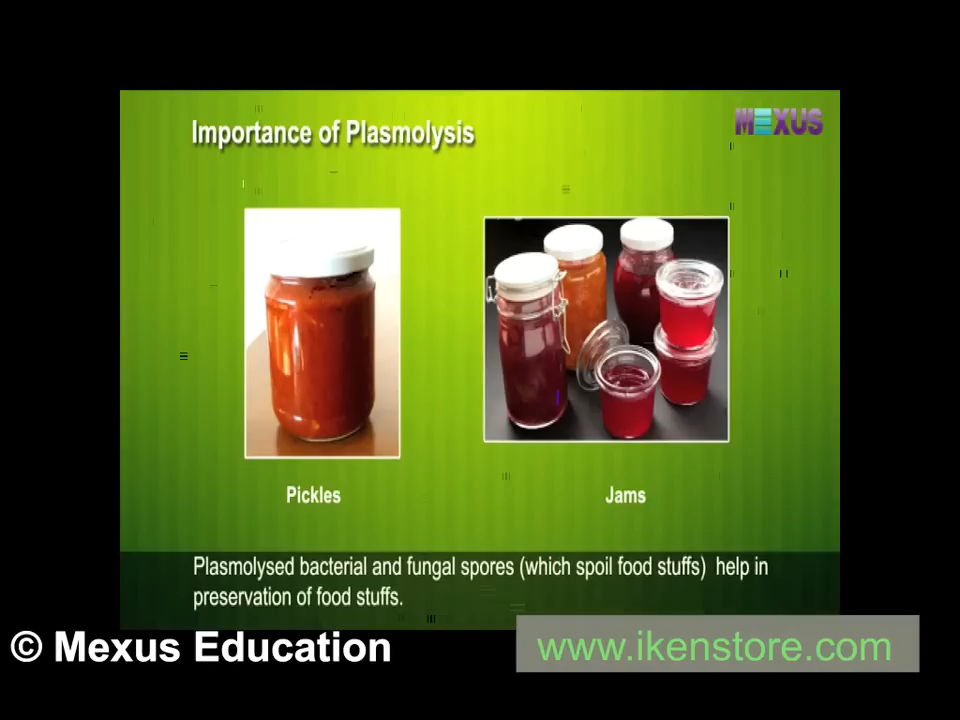 Importance of Plasmolysis
MEXUS
Pickles
Jams
Plasmolysed bacterial and fungal spores (which spoil food stuffs) help in
preservation of food stuffs.
© Mexus Education
www.ikenstore.com